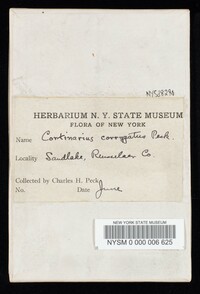 HERBARIUM N. Y. STATE MUSEUM
FLORA OF NEW YORK
Name Cortinarius corrugatus Peck.
Locality Sandlake, Rensselaer Co.
Collected by Charles H. Peck
No. Date June
NEW YORK STATE MUSEUM
NYSM 0 000 006 625